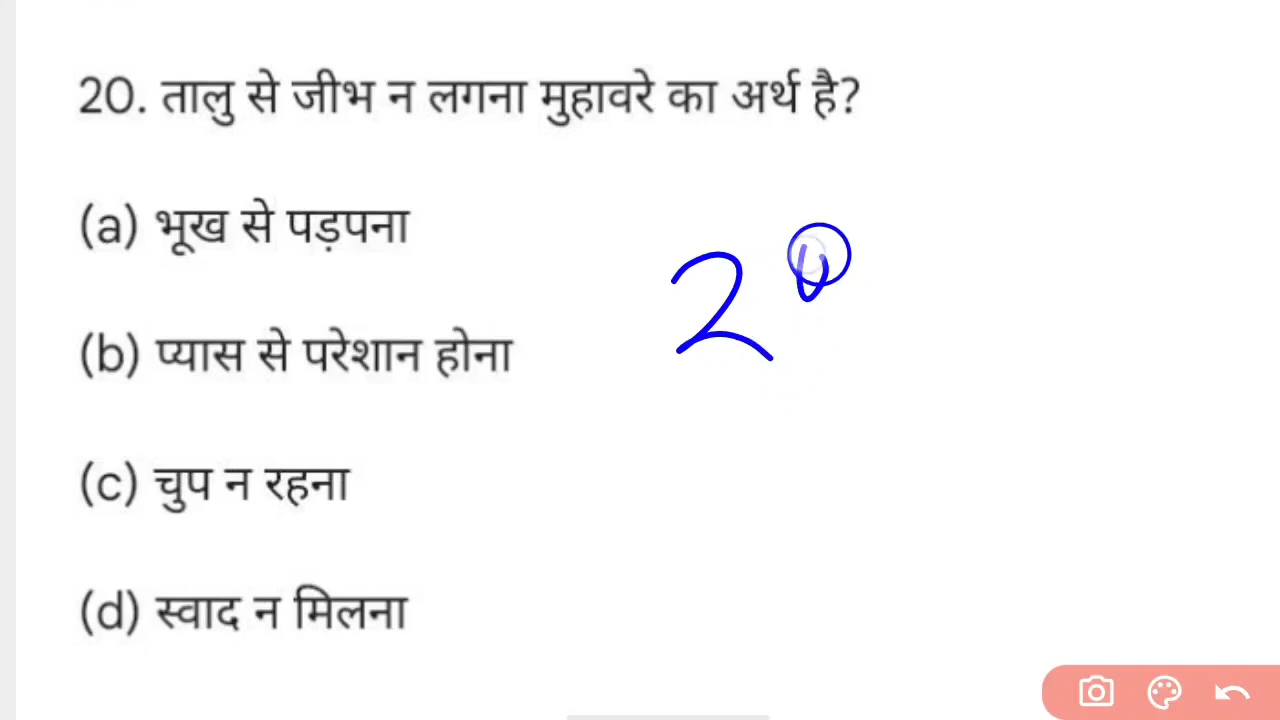 20. तालु से जीभ न लगना मुहावरे का अर्थ है?
(a) भूख से पड़पना
(b) प्यास से परेशान होना
(c) चुप न रहना
(d) स्वाद न मिलना